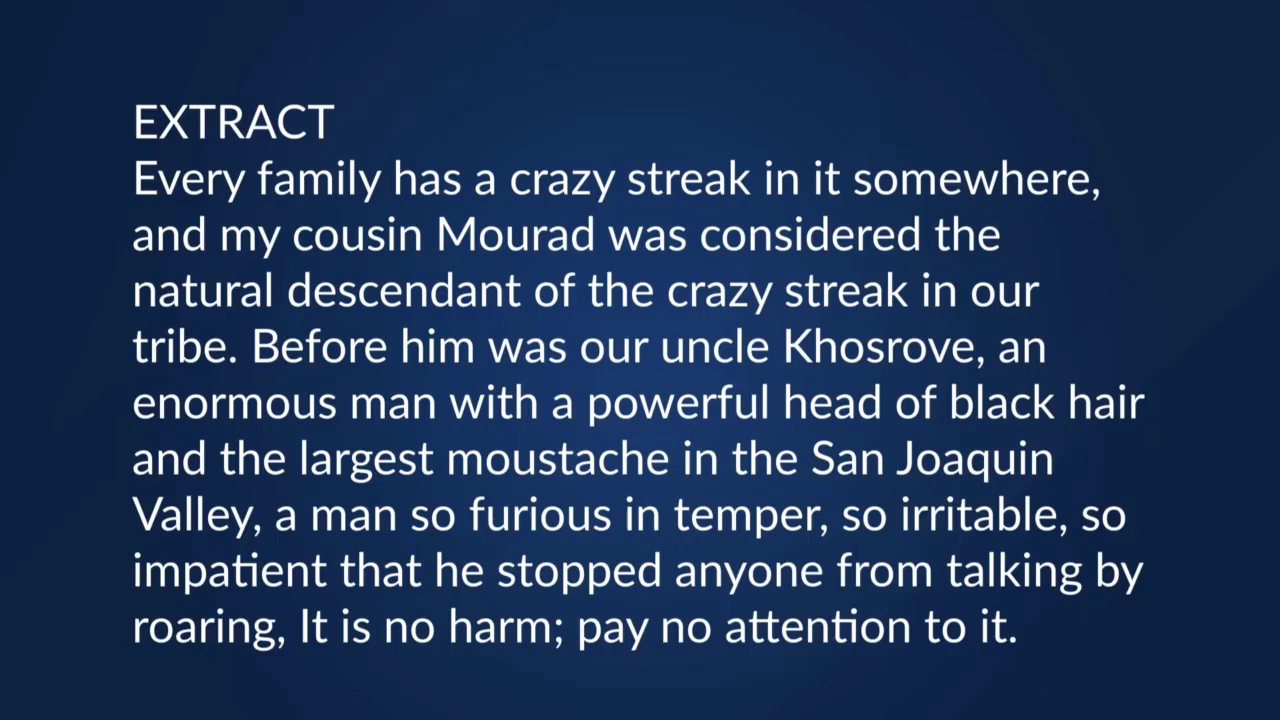 EXTRACT
Every family has a crazy streak in it somewhere,
and my cousin Mourad was considered the
natural descendant of the crazy streak in our
tribe. Before him was our uncle Khosrove, an
enormous man with a powerful head of black hair
and the largest moustache in the San Joaquin
Valley, a man so furious in temper, so irritable, so
impatient that he stopped anyone from talking by
roaring, It is no harm; pay no attention to it.